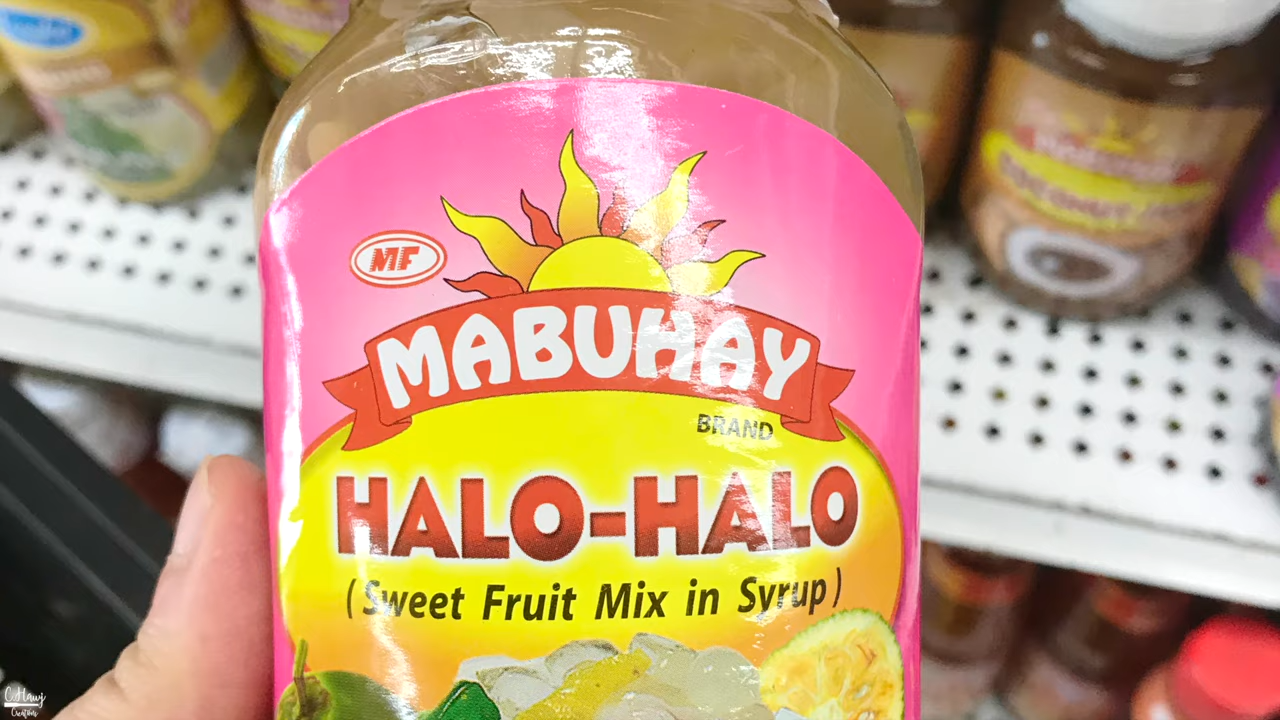 MF
MABUHAY
BRAND
HALO-HALO
(Sweet Fruit Mix in Syrup)